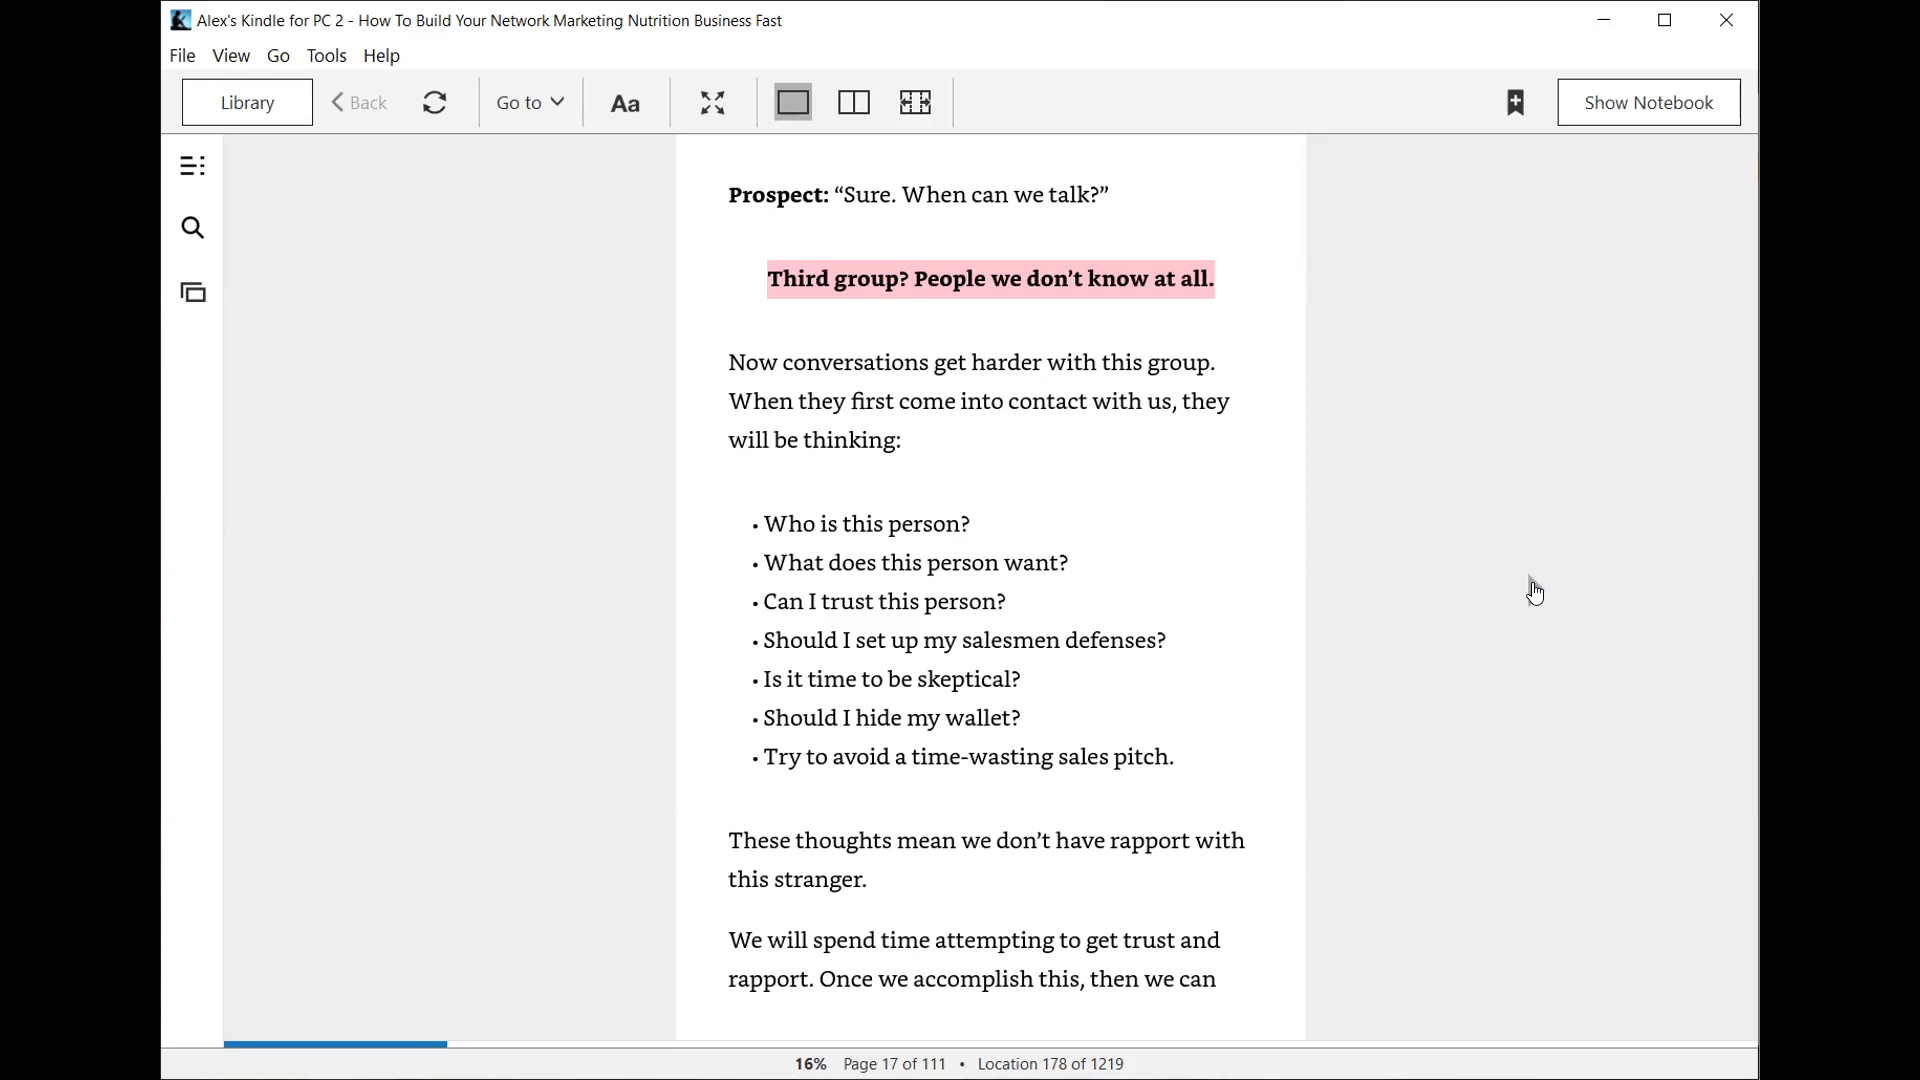 Alex's Kindle for PC 2 - How To Build Your Network Marketing Nutrition Business Fast
File View Go Tools Help
Library Back Go to Aa Show Notebook
Prospect: “Sure. When can we talk?”
Third group? People we don’t know at all.
Now conversations get harder with this group.
When they first come into contact with us, they
will be thinking:
• Who is this person?
• What does this person want?
• Can I trust this person?
• Should I set up my salesmen defenses?
• Is it time to be skeptical?
• Should I hide my wallet?
• Try to avoid a time-wasting sales pitch.
These thoughts mean we don’t have rapport with
this stranger.
We will spend time attempting to get trust and
rapport. Once we accomplish this, then we can
16% Page 17 of 111 • Location 178 of 1219